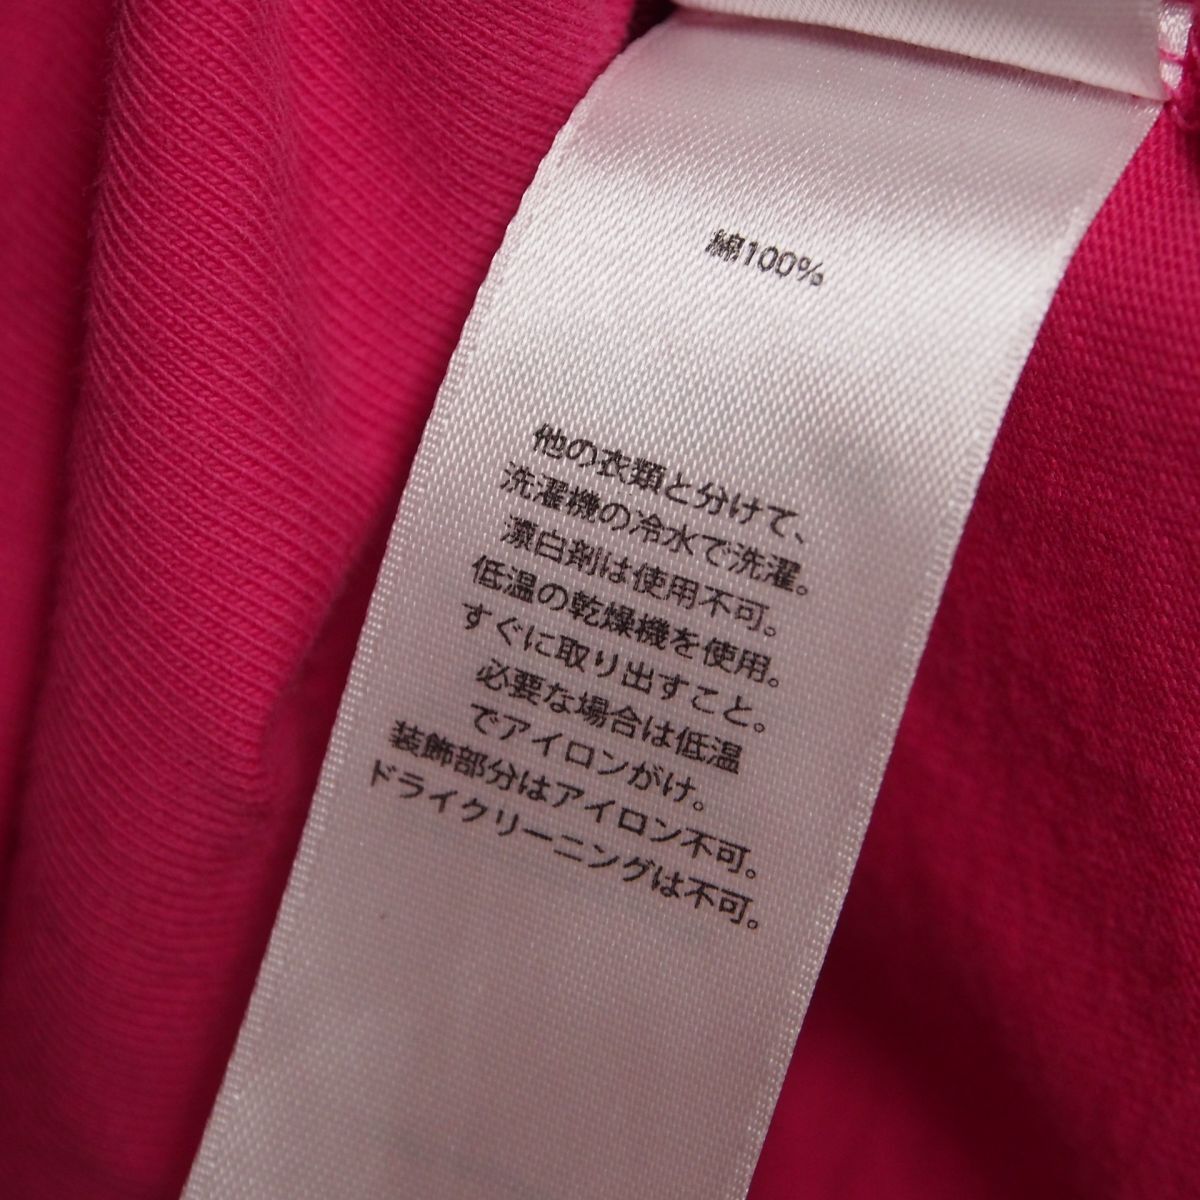 綿100%
他の衣類と分けて、
洗濯機の冷水で洗濯。
漂白剤は使用不可。
低温の乾燥機を使用。
すぐに取り出すこと。
必要な場合は低温
でアイロンがけ。
装飾部分はアイロン不可。
ドライクリーニングは不可。